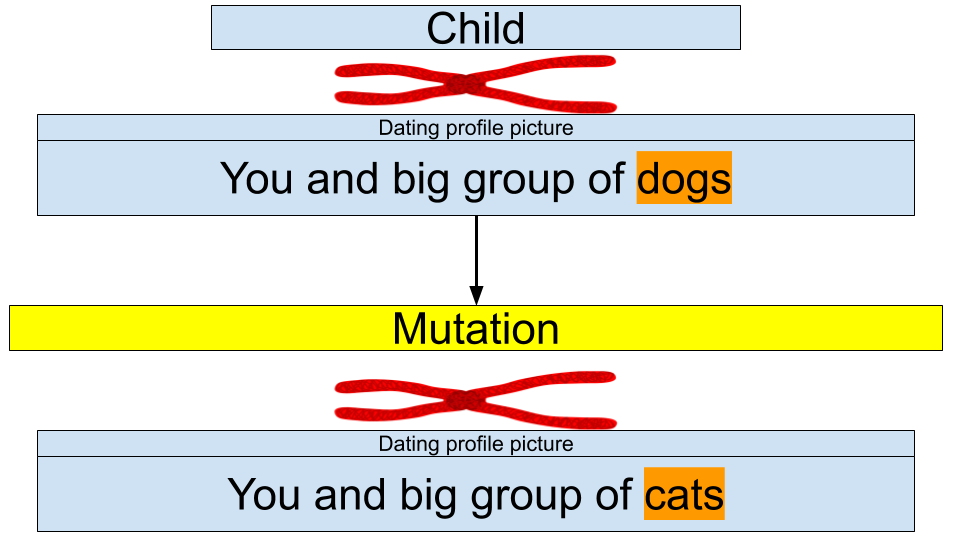 Child
Dating profile picture
You and big group of dogs
Mutation
Dating profile picture
You and big group of cats